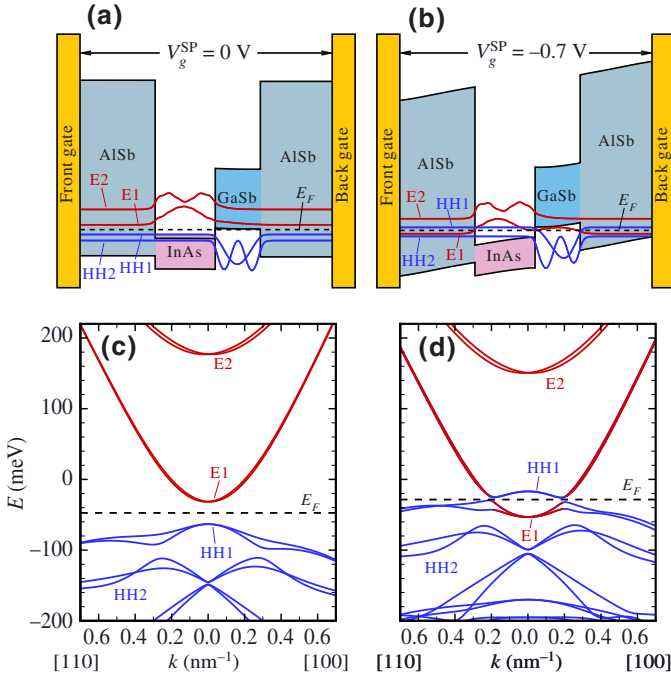 (a)
(b)
V_g^SP = 0 V
V_g^SP = –0.7 V
Front gate
AlSb
AlSb
GaSb
InAs
E2
E1
E_F
HH2
HH1
Back gate
Front gate
AlSb
AlSb
GaSb
InAs
E2
HH1
E_F
HH2
E1
Back gate
(c)
(d)
E2
E1
E_F
HH1
HH2
E2
HH1
E_F
E1
HH2
E (meV)
200
100
0
−100
−200
0.6 0.4 0.2 0.0 0.2 0.4 0.6
0.6 0.4 0.2 0.0 0.2 0.4 0.6
[110] k (nm⁻¹) [100]
[110] k (nm⁻¹) [100]